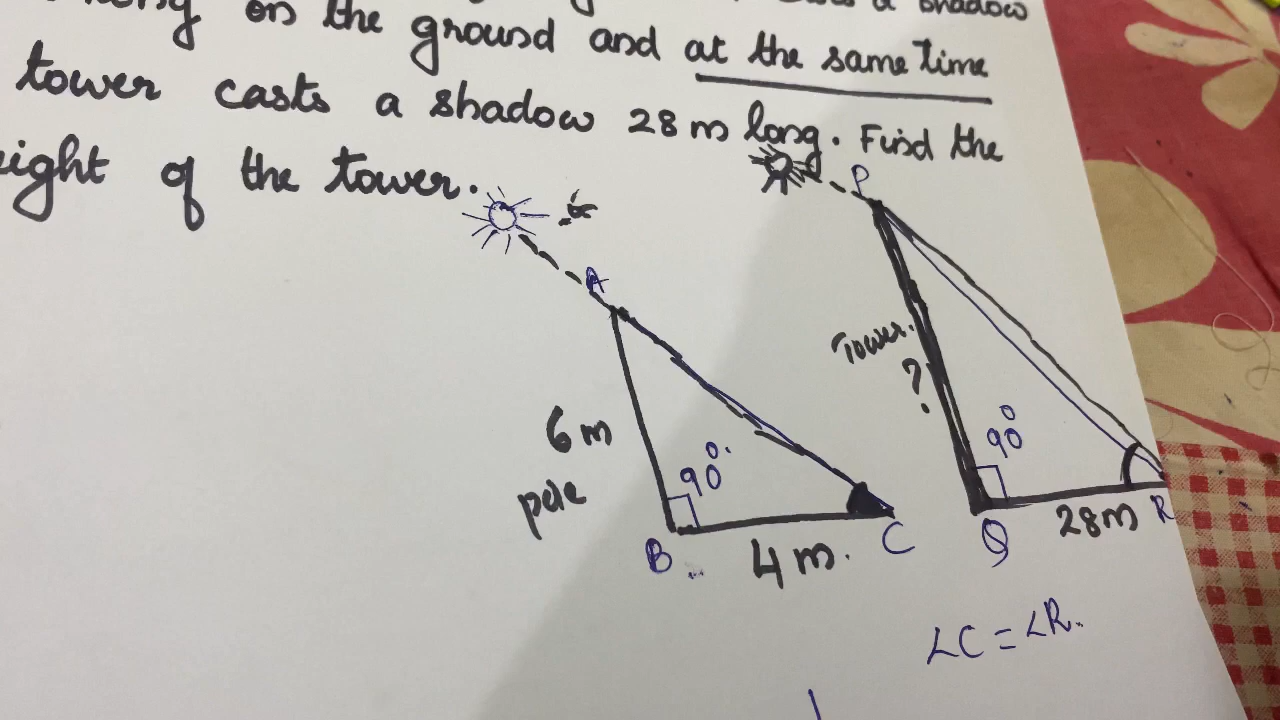 a shadow
on the ground and at the same time
tower casts a shadow 28 m long. Find the
of the tower.
P
A
Tower.
?
6 m
90°
90°
pole
B
4 m.
C
Q
28m
R
∠C = ∠R.